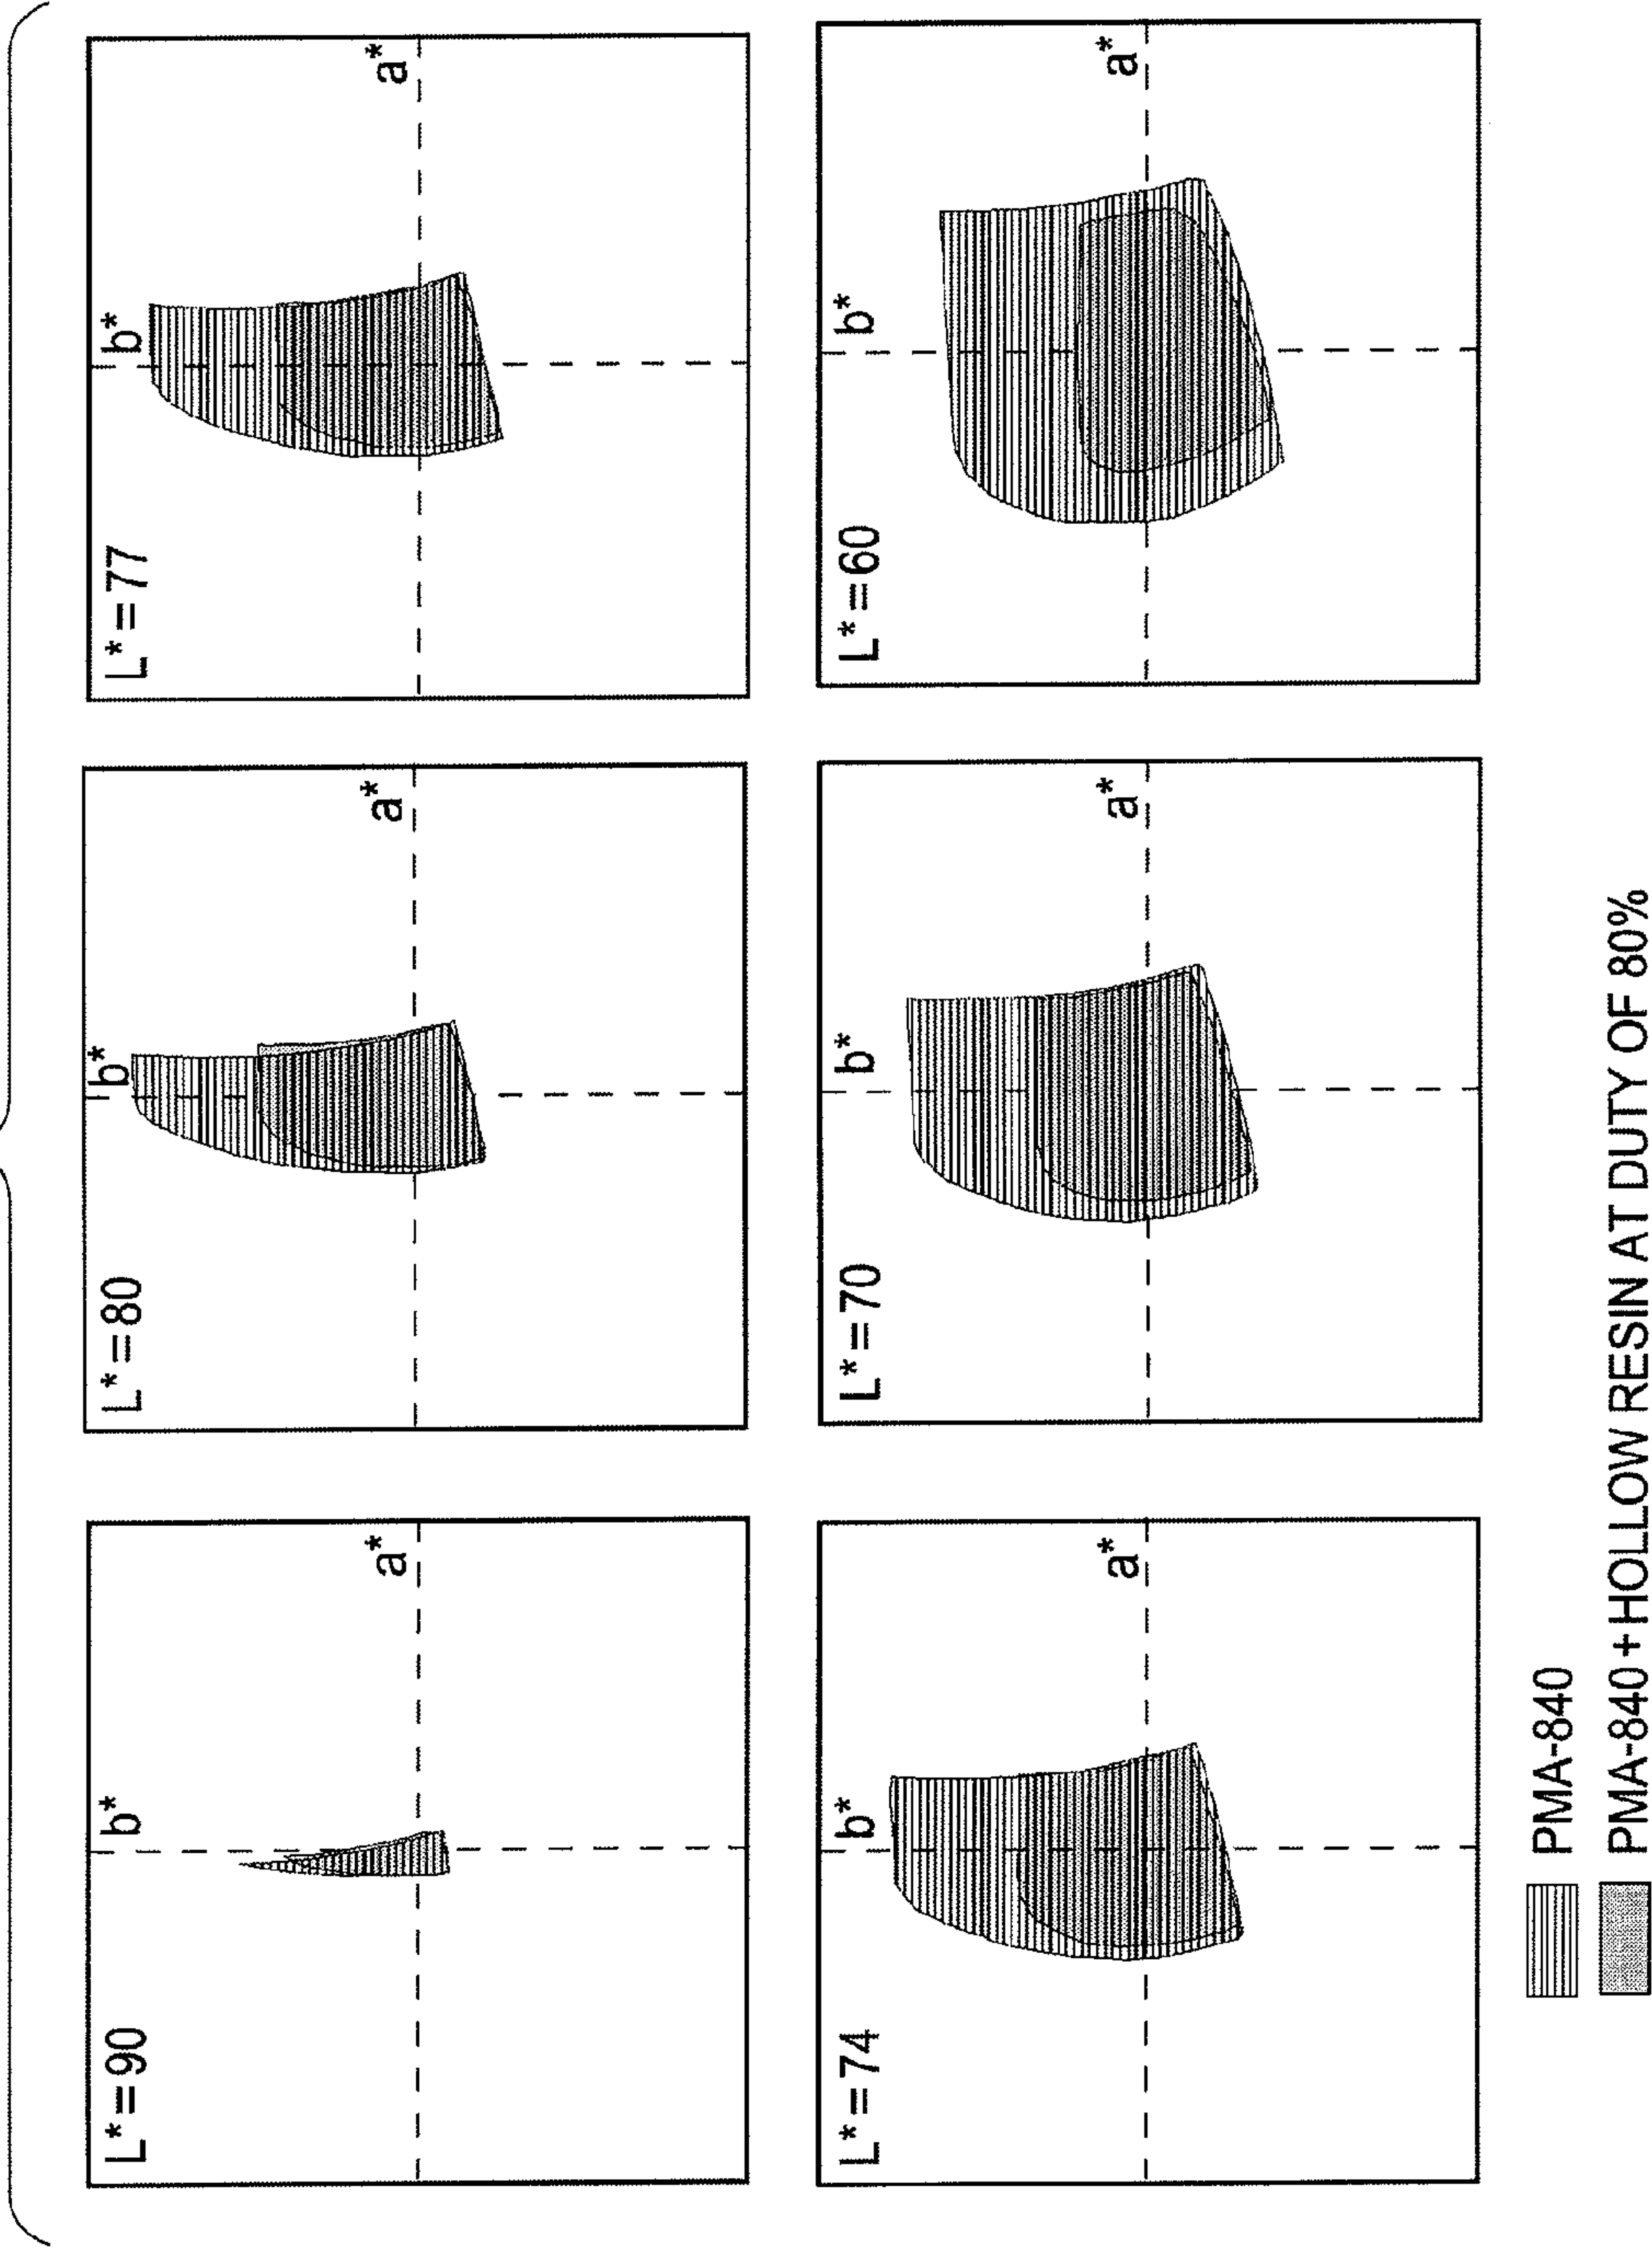 L*=90
b*
a*
L*=80
b*
a*
L*=77
b*
a*
L*=74
b*
a*
L*=70
b*
a*
L*=60
b*
a*
PMA-840
PMA-840+HOLLOW RESIN AT DUTY OF 80%